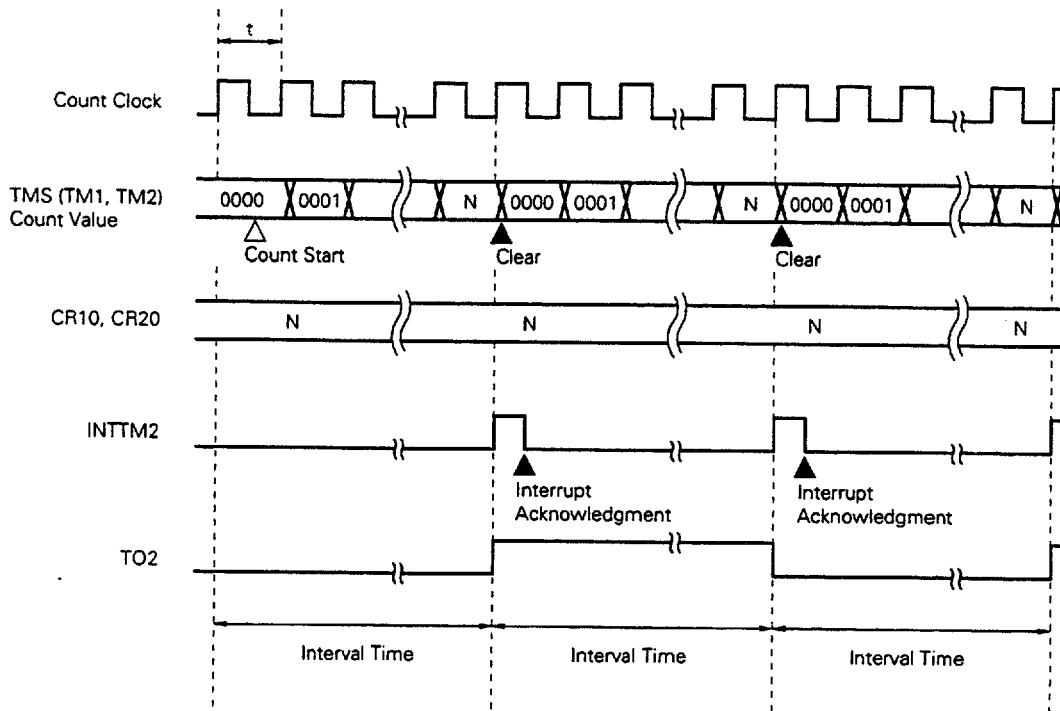 t
Count Clock
TMS (TM1, TM2)
Count Value
0000 0001 N 0000 0001 N 0000 0001 N
Count Start
Clear
Clear
CR10, CR20
N N N N
INTTM2
Interrupt
Acknowledgment
Interrupt
Acknowledgment
TO2
Interval Time Interval Time Interval Time